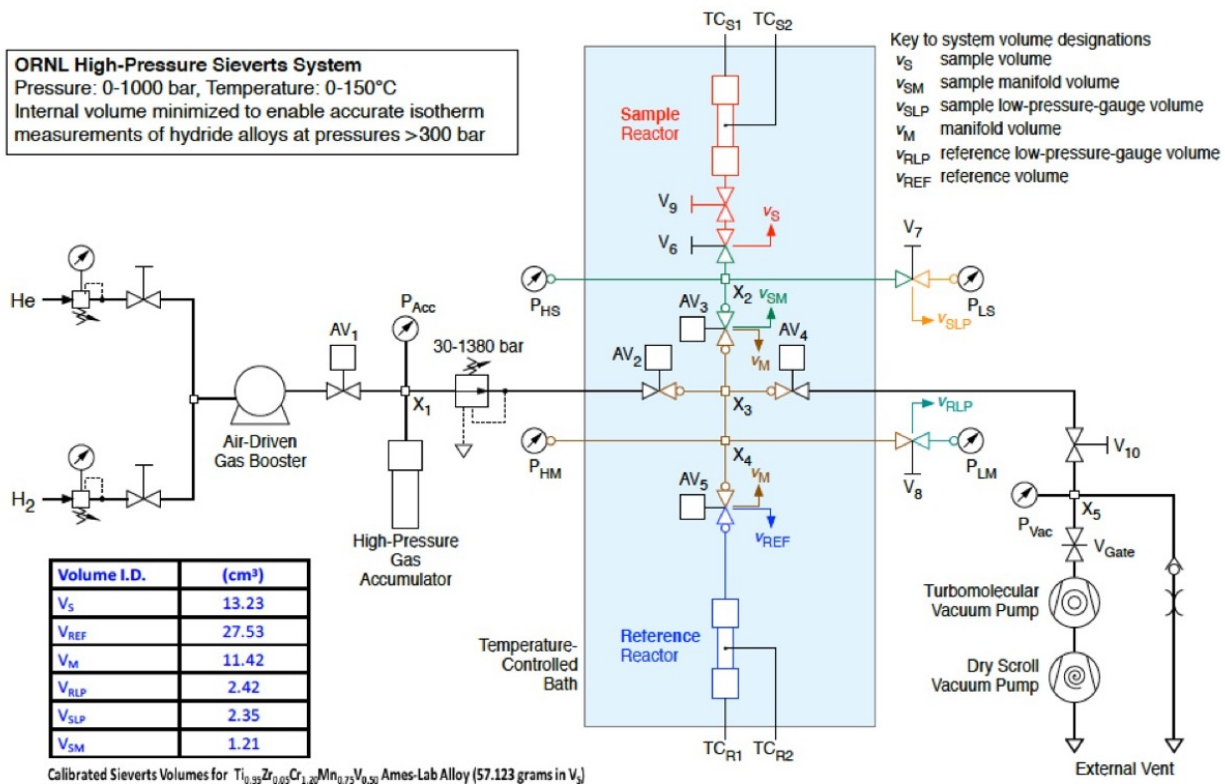 TC_S1 TC_S2
ORNL High-Pressure Sieverts System
Pressure: 0-1000 bar, Temperature: 0-150°C
Internal volume minimized to enable accurate isotherm
measurements of hydride alloys at pressures >300 bar
Key to system volume designations
v_S sample volume
v_SM sample manifold volume
v_SLP sample low-pressure-gauge volume
v_M manifold volume
v_RLP reference low-pressure-gauge volume
v_REF reference volume
Sample
Reactor
V_9
v_S
V_6
V_7
P_HS
X_2
v_SM
P_LS
v_SLP
He
P_Acc
AV_1
30-1380 bar
AV_3
AV_2
v_M
AV_4
X_1
X_3
v_RLP
Air-Driven
Gas Booster
P_HM
X_4
P_LM
V_8
V_10
H_2
AV_5
v_M
v_REF
P_Vac
X_5
V_Gate
High-Pressure
Gas
Accumulator
Turbomolecular
Vacuum Pump
Reference
Reactor
Temperature-
Controlled
Bath
Dry Scroll
Vacuum Pump
TC_R1 TC_R2
External Vent
Volume I.D. (cm³)
V_S 13.23
V_REF 27.53
V_M 11.42
V_RLP 2.42
V_SLP 2.35
V_SM 1.21
Calibrated Sieverts Volumes for Ti_0.95Zr_0.05Cr_1.20Mn_0.75V_0.50 Ames-Lab Alloy (57.123 grams in V_S)